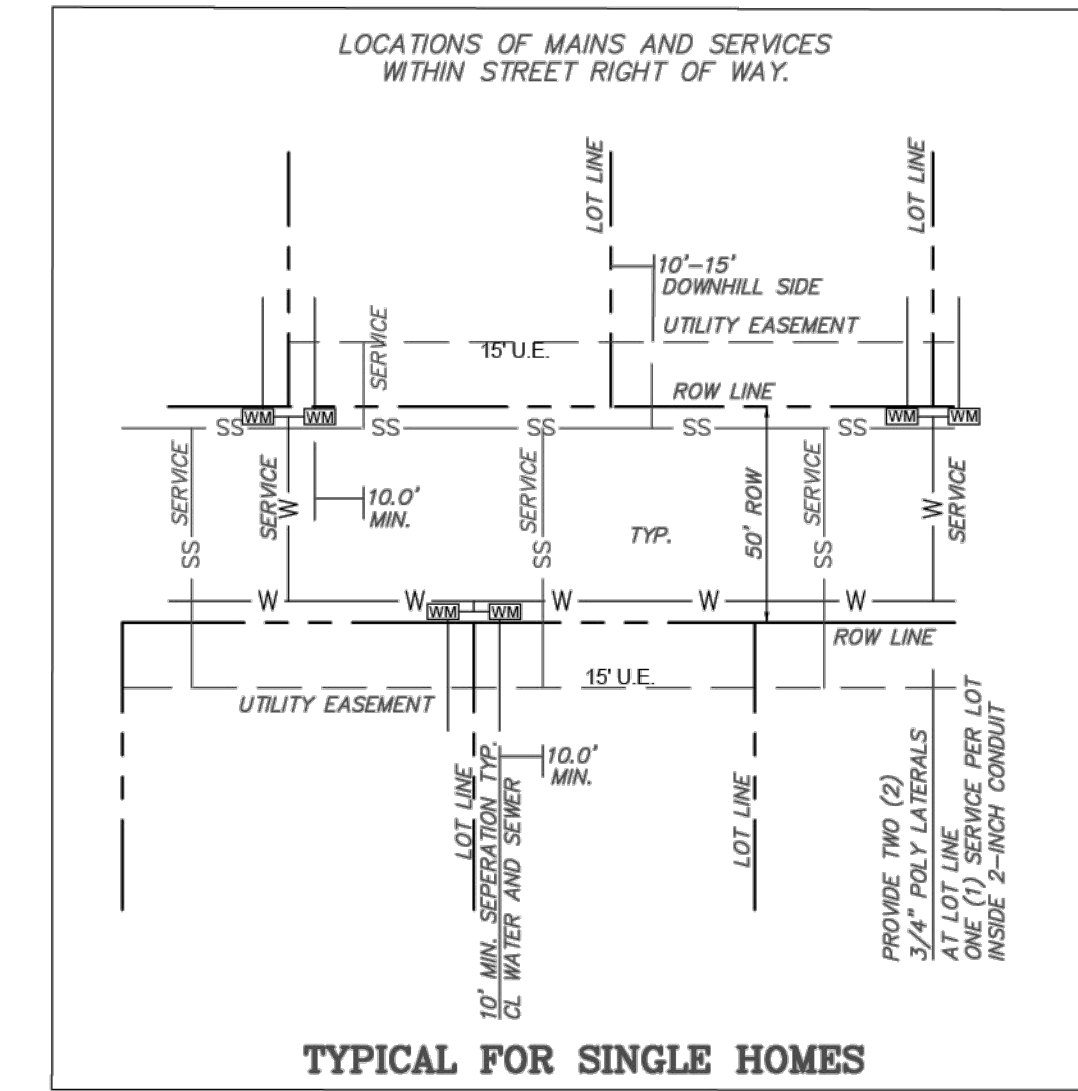 LOCATIONS OF MAINS AND SERVICES
WITHIN STREET RIGHT OF WAY.
LOT LINE
LOT LINE
10'-15'
DOWNHILL SIDE
UTILITY EASEMENT
SERVICE
15' U.E.
ROW LINE
WM
WM
WM
WM
SS
SS
SS
SS
SS
SERVICE
SERVICE
W
10.0'
MIN.
SERVICE
TYP.
50' ROW
SERVICE
W
SERVICE
SS
SS
SS
W
W
W
W
W
WM
WM
ROW LINE
15' U.E.
UTILITY EASEMENT
LOT LINE
10' MIN. SEPERATION TYP.
CL WATER AND SEWER
10.0'
MIN.
LOT LINE
PROVIDE TWO (2)
3/4" POLY LATERALS
AT LOT LINE
ONE (1) SERVICE PER LOT
INSIDE 2-INCH CONDUIT
TYPICAL FOR SINGLE HOMES